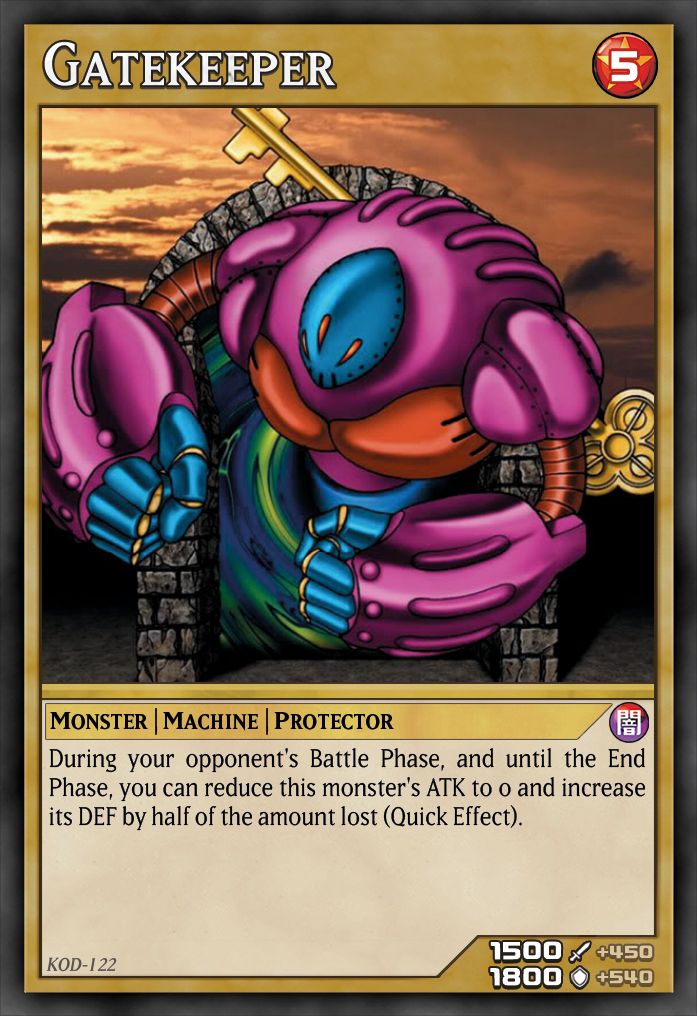 GATEKEEPER
5
MONSTER | MACHINE | PROTECTOR
闇
During your opponent's Battle Phase, and until the End
Phase, you can reduce this monster's ATK to 0 and increase
its DEF by half of the amount lost (Quick Effect).
1500 +450
KOD-122
1800 +540